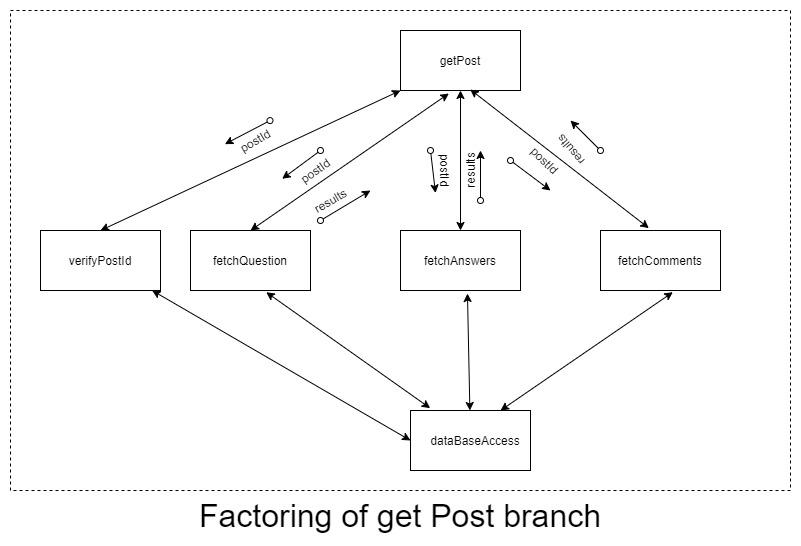 getPost
postId
postId
results
postId
results
postId
results
verifyPostId
fetchQuestion
fetchAnswers
fetchComments
dataBaseAccess
Factoring of get Post branch